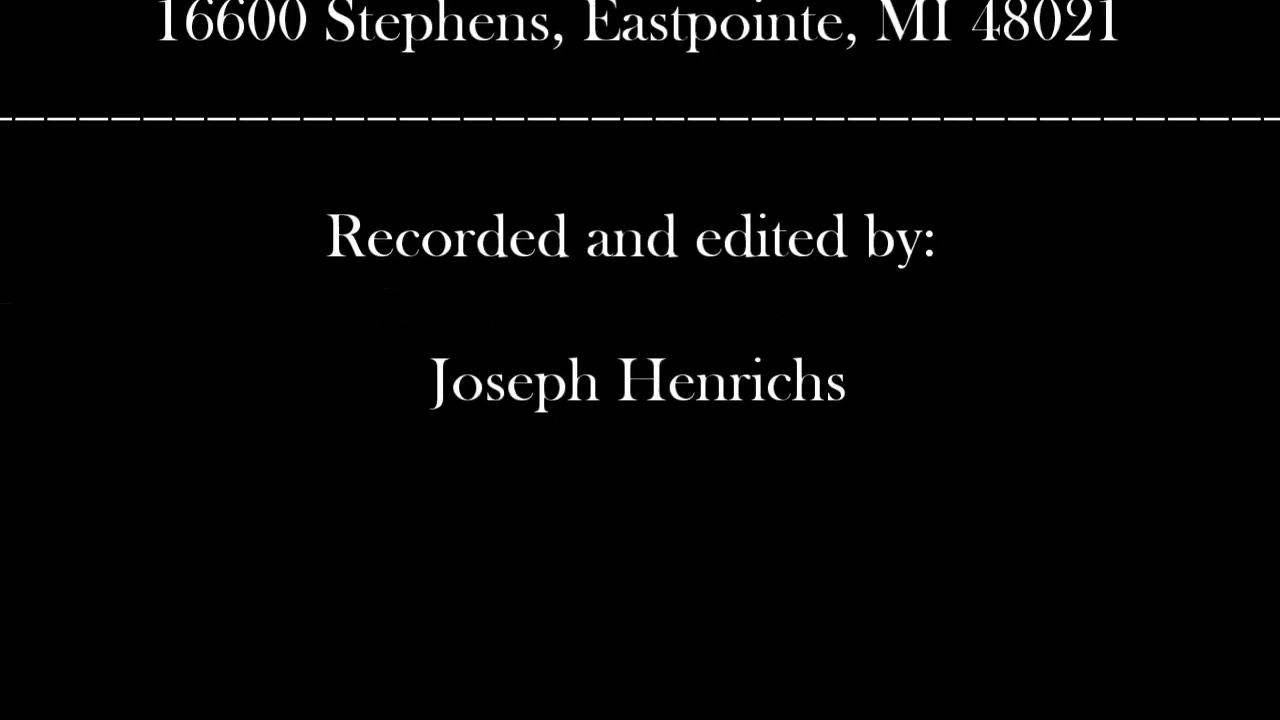 16600 Stephens, Eastpointe, MI 48021
Recorded and edited by:
Joseph Henrichs